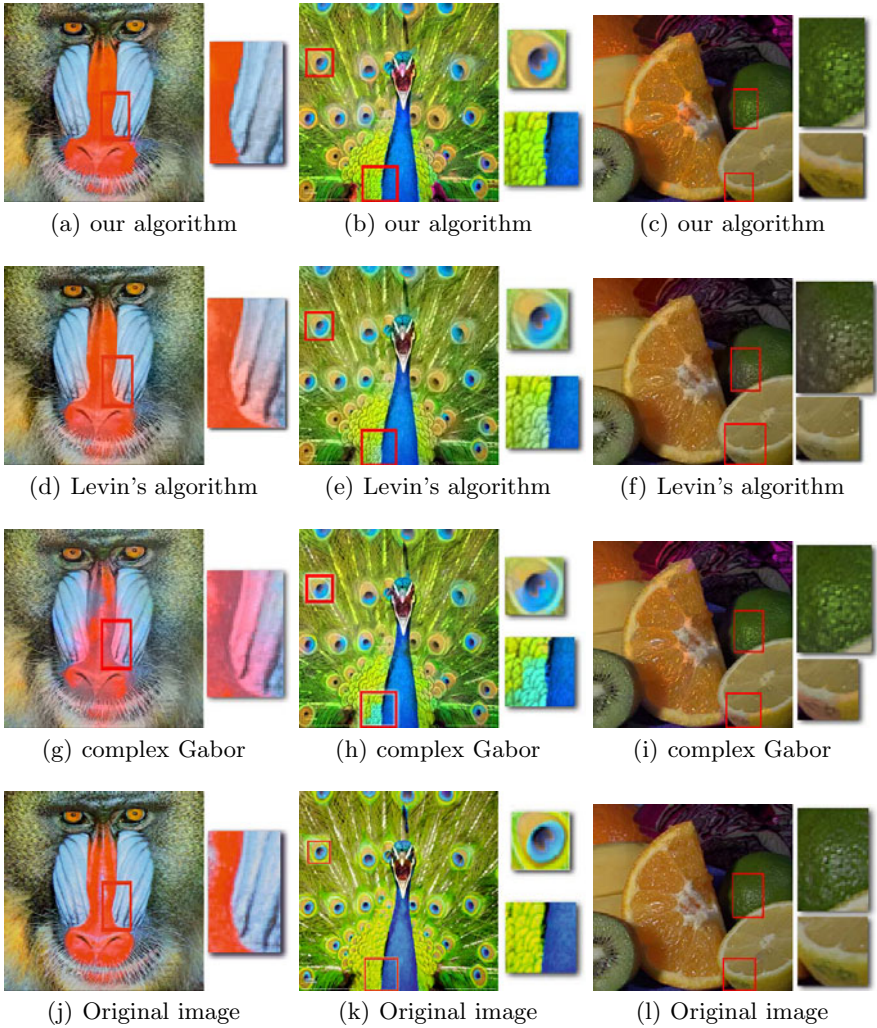 (a) our algorithm
(b) our algorithm
(c) our algorithm
(d) Levin's algorithm
(e) Levin's algorithm
(f) Levin's algorithm
(g) complex Gabor
(h) complex Gabor
(i) complex Gabor
(j) Original image
(k) Original image
(l) Original image